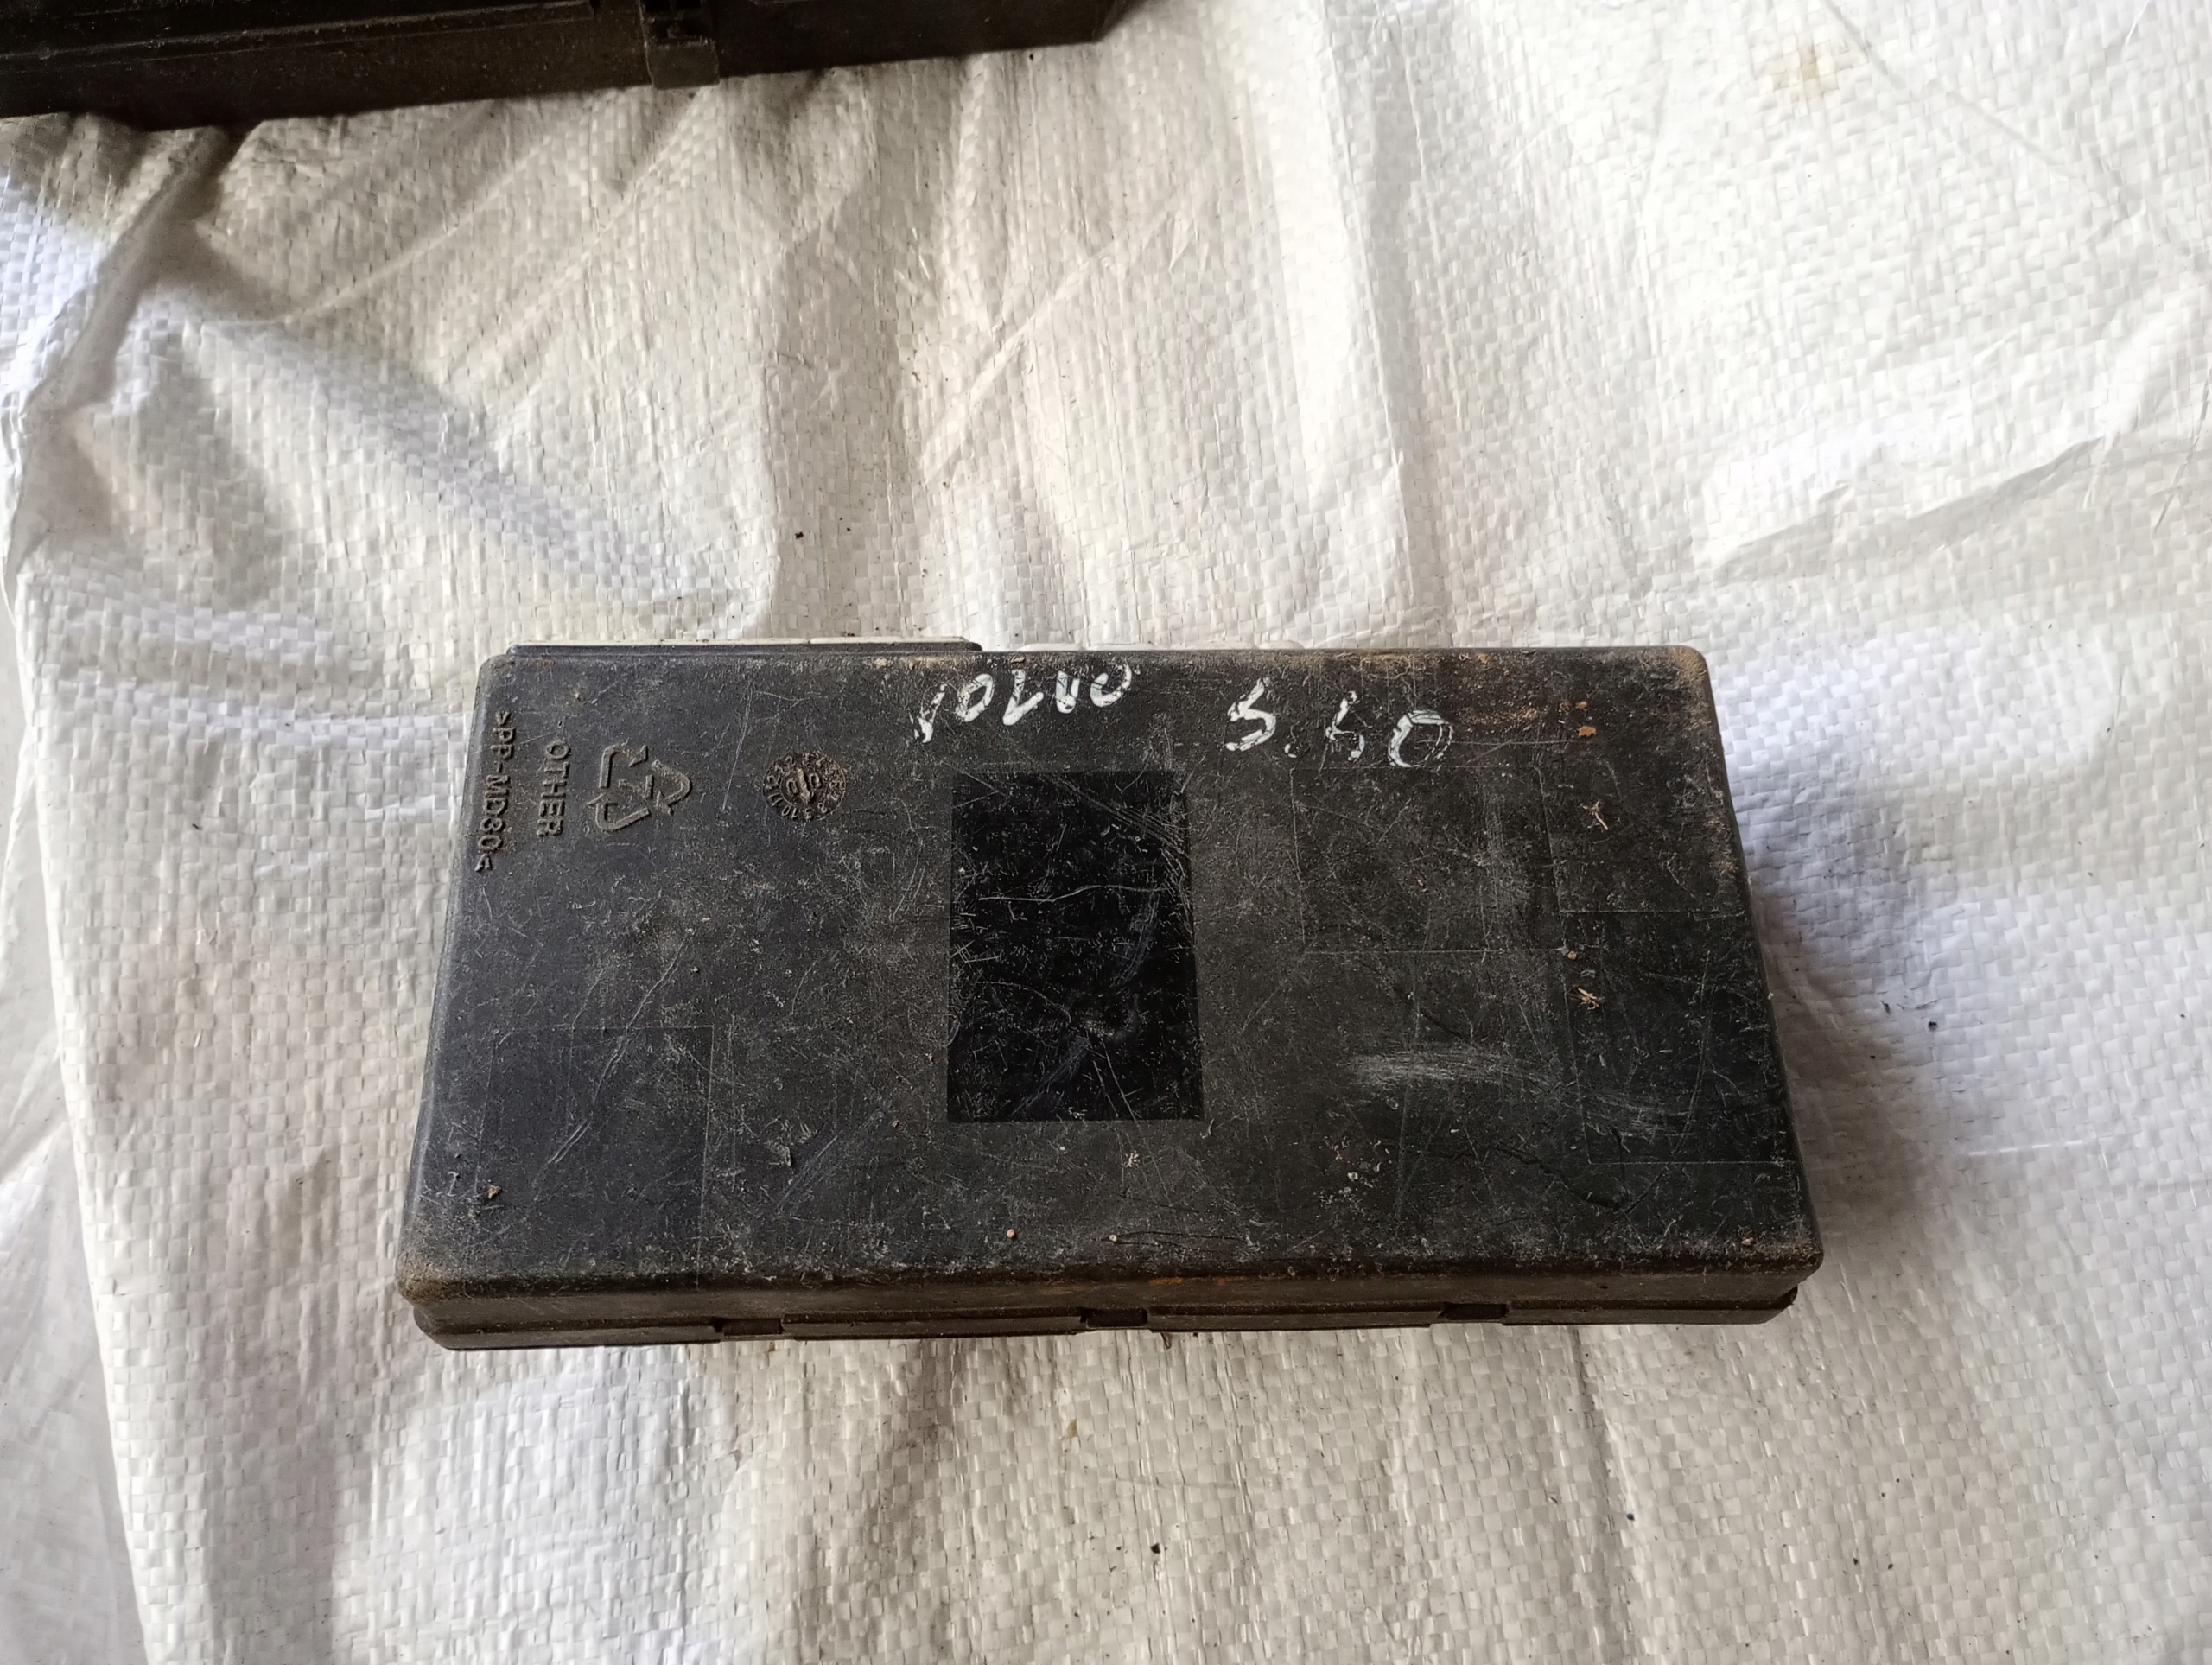 VOLVO S.60
OTHER
>PP-MD30<